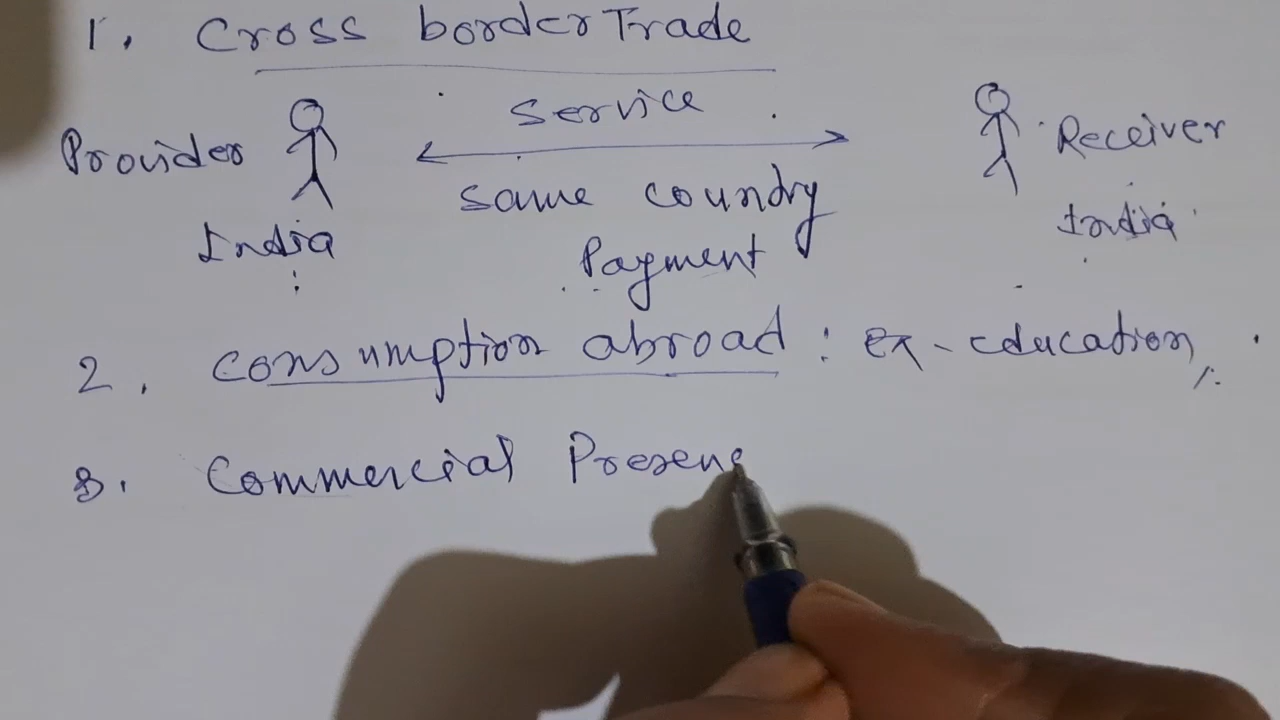 1. Cross border Trade
Provider Service Receiver
India same country India
Payment
2. Consumption abroad : ex - education,
3. Commercial Presenc